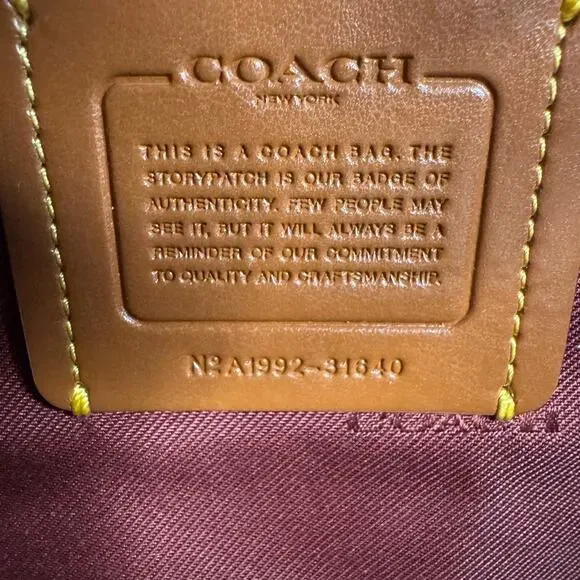 COACH
NEW YORK
THIS IS A COACH BAG. THE
STORYPATCH IS OUR BADGE OF
AUTHENTICITY. FEW PEOPLE MAY
SEE IT, BUT IT WILL ALWAYS BE A
REMINDER OF OUR COMMITMENT
TO QUALITY AND CRAFTSMANSHIP.
Nº A1992-31640
COACH